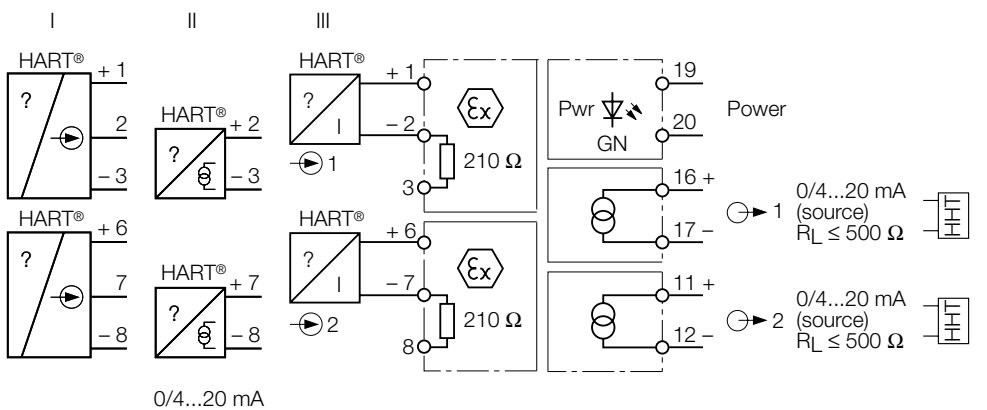 I II III
HART®
+ 1
?
2
– 3
HART®
+ 2
?
– 3
HART®
+ 1
?
I
– 2
1
3
210 Ω
Ex
HART®
+ 6
?
7
– 8
HART®
+ 7
?
– 8
0/4...20 mA
HART®
+ 6
?
I
– 7
2
8
210 Ω
Ex
Pwr
GN
19
20
Power
16 +
17 –
1
0/4...20 mA
(source)
RL ≤ 500 Ω
11 +
12 –
2
0/4...20 mA
(source)
RL ≤ 500 Ω